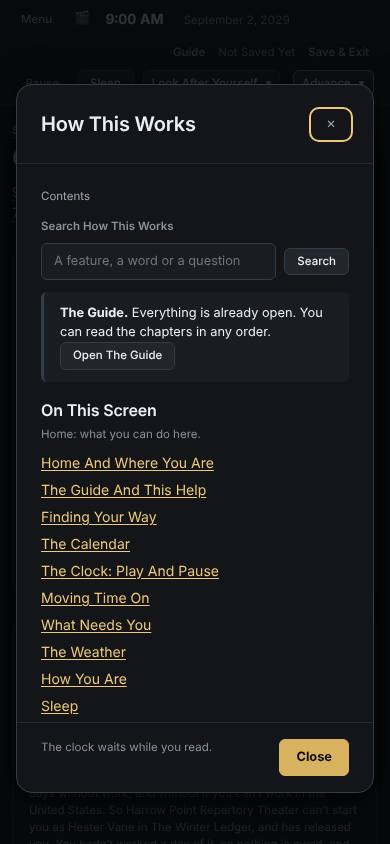 Menu 9:00 AM September 2, 2029
Guide Not Saved Yet Save & Exit
Pause Sleep Look After Yourself Advance
How This Works
×
Contents
Search How This Works
A feature, a word or a question
Search
The Guide. Everything is already open. You
can read the chapters in any order.
Open The Guide
On This Screen
Home: what you can do here.
Home And Where You Are
The Guide And This Help
Finding Your Way
The Calendar
The Clock: Play And Pause
Moving Time On
What Needs You
The Weather
How You Are
Sleep
The clock waits while you read.
Close
United States. So Harrow Point Repertory Theater can't start
you as Hester Vane in The Winter Ledger, and has released